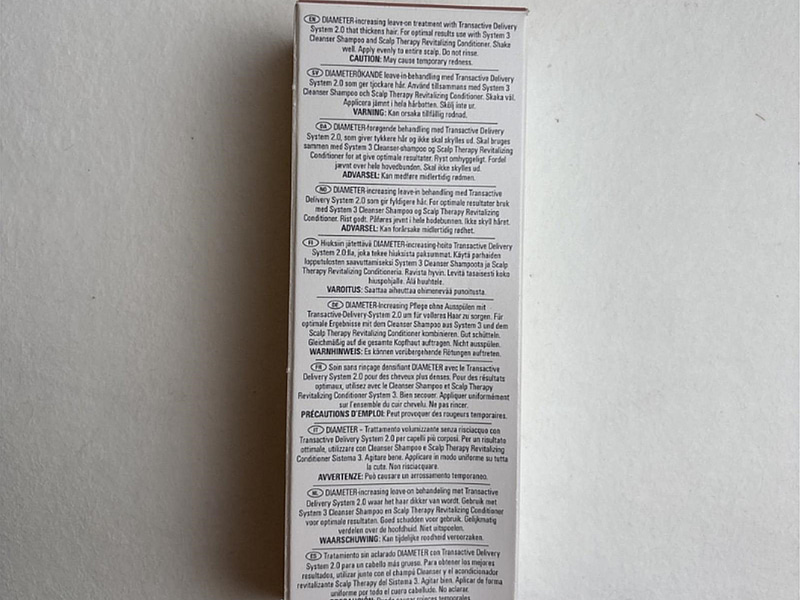 EN DIAMETER-increasing leave-on treatment with Transactive Delivery
System 2.0 that thickens hair. For optimal results use with System 3
Cleanser Shampoo and Scalp Therapy Revitalizing Conditioner. Shake
well. Apply evenly to entire scalp. Do not rinse.
CAUTION: May cause temporary redness.
SV DIAMETERÖKANDE leave-in-behandling med Transactive Delivery
System 2.0 som ger tjockare hår. Använd tillsammans med System 3
Cleanser Shampoo och Scalp Therapy Revitalizing Conditioner. Skaka väl.
Applicera jämnt i hela hårbotten. Skölj inte ur.
VARNING: Kan orsaka tillfällig rodnad.
DA DIAMETER-forøgende behandling med Transactive Delivery
System 2.0, som giver tykkere hår og ikke skal skylles ud. Skal bruges
sammen med System 3 Cleanser-shampoo og Scalp Therapy Revitalizing
Conditioner for at give optimale resultater. Ryst omhyggeligt. Fordel
jævnt over hele hovedbunden. Skal ikke skylles ud.
ADVARSEL: Kan medføre midlertidig rødmen.
NO DIAMETER-increasing leave-in behandling med Transactive
Delivery System 2.0 som gir fyldigere hår. For optimale resultater bruk
med System 3 Cleanser Shampoo og Scalp Therapy Revitalizing
Conditioner. Rist godt. Påføres jevnt i hele hodebunnen. Ikke skyll håret.
ADVARSEL: Kan forårsake midlertidig rødhet.
FI Hiuksiin jätettävä DIAMETER-increasing-hoito Transactive Delivery
System 2.0:lla, joka tekee hiuksista paksummat. Käytä parhaiden
lopputulosten saavuttamiseksi System 3 Cleanser Shampoota ja Scalp
Therapy Revitalizing Conditioneria. Ravista hyvin. Levitä tasaisesti koko
hiuspohjalle. Älä huuhtele.
VAROITUS: Saattaa aiheuttaa ohimenevää punoitusta.
DE DIAMETER-Increasing Pflege ohne Ausspülen mit
Transactive-Delivery-System 2.0 um für volleres Haar zu sorgen. Für
optimale Ergebnisse mit dem Cleanser Shampoo aus System 3 und dem
Scalp Therapy Revitalizing Conditioner kombinieren. Gut schütteln.
Gleichmäßig auf die gesamte Kopfhaut auftragen. Nicht ausspülen.
WARNHINWEIS: Es können vorübergehende Rötungen auftreten.
FR Soin sans rinçage densifiant DIAMETER avec le Transactive
Delivery System 2.0 pour des cheveux plus denses. Pour des résultats
optimaux, utilisez avec le Cleanser Shampoo et Scalp Therapy
Revitalizing Conditioner System 3. Bien secouer. Appliquer uniformément
sur l'ensemble du cuir chevelu. Ne pas rincer.
PRÉCAUTIONS D'EMPLOI: Peut provoquer des rougeurs temporaires.
IT DIAMETER – Trattamento volumizzante senza risciacquo con
Transactive Delivery System 2.0 per capelli più corposi. Per un risultato
ottimale, utilizzare con Cleanser Shampoo e Scalp Therapy Revitalizing
Conditioner Sistema 3. Agitare bene. Applicare in modo uniforme su tutta
la cute. Non risciacquare.
AVVERTENZE: Può causare un arrossamento temporaneo.
NL DIAMETER-increasing leave-on behandeling met Transactive
Delivery System 2.0 waar het haar dikker van wordt. Gebruik met
System 3 Cleanser Shampoo en Scalp Therapy Revitalizing Conditioner
voor optimale resultaten. Goed schudden voor gebruik. Gelijkmatig
verdelen over de hoofdhuid. Niet uitspoelen.
WAARSCHUWING: Kan tijdelijke roodheid veroorzaken.
ES Tratamiento sin aclarado DIAMETER con Transactive Delivery
System 2.0 para un cabello más grueso. Para obtener los mejores
resultados, utilizar junto con el champú Cleanser y el acondicionador
revitalizante Scalp Therapy del Sistema 3. Agitar bien. Aplicar de forma
uniforme por todo el cuero cabelludo. No aclarar.